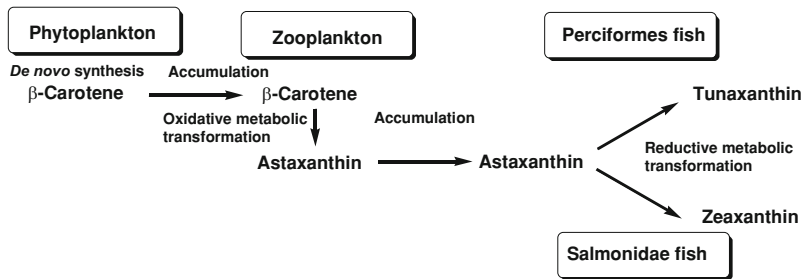 Phytoplankton
Zooplankton
Perciformes fish
De novo synthesis
Accumulation
β-Carotene
β-Carotene
Tunaxanthin
Oxidative metabolic
transformation
Accumulation
Astaxanthin
Astaxanthin
Reductive metabolic
transformation
Zeaxanthin
Salmonidae fish